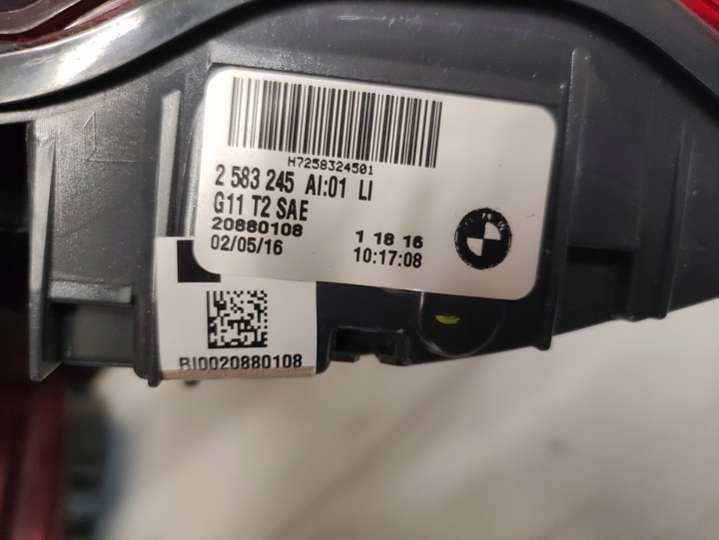 H7258324501
2 583 245 AI:01 LI
G11 T2 SAE
20880108 1 18 16
02/05/16 10:17:08
BI0020880108